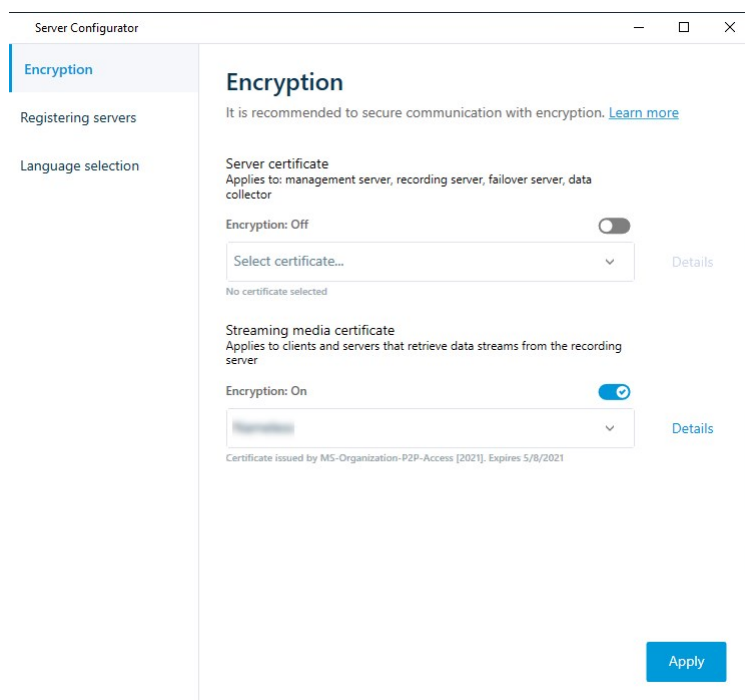 Server Configurator
Encryption
Registering servers
Language selection
Encryption
It is recommended to secure communication with encryption. Learn more
Server certificate
Applies to: management server, recording server, failover server, data
collector
Encryption: Off
Select certificate...
Details
No certificate selected
Streaming media certificate
Applies to clients and servers that retrieve data streams from the recording
server
Encryption: On
Details
Certificate issued by MS-Organization-P2P-Access [2021]. Expires 5/8/2021
Apply